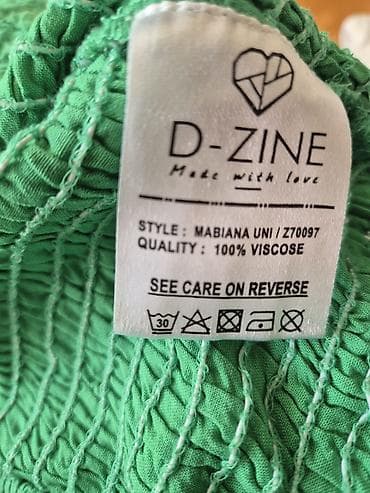 D-ZINE
Made with love
STYLE : MABIANA UNI / Z70097
QUALITY : 100% VISCOSE
SEE CARE ON REVERSE
30